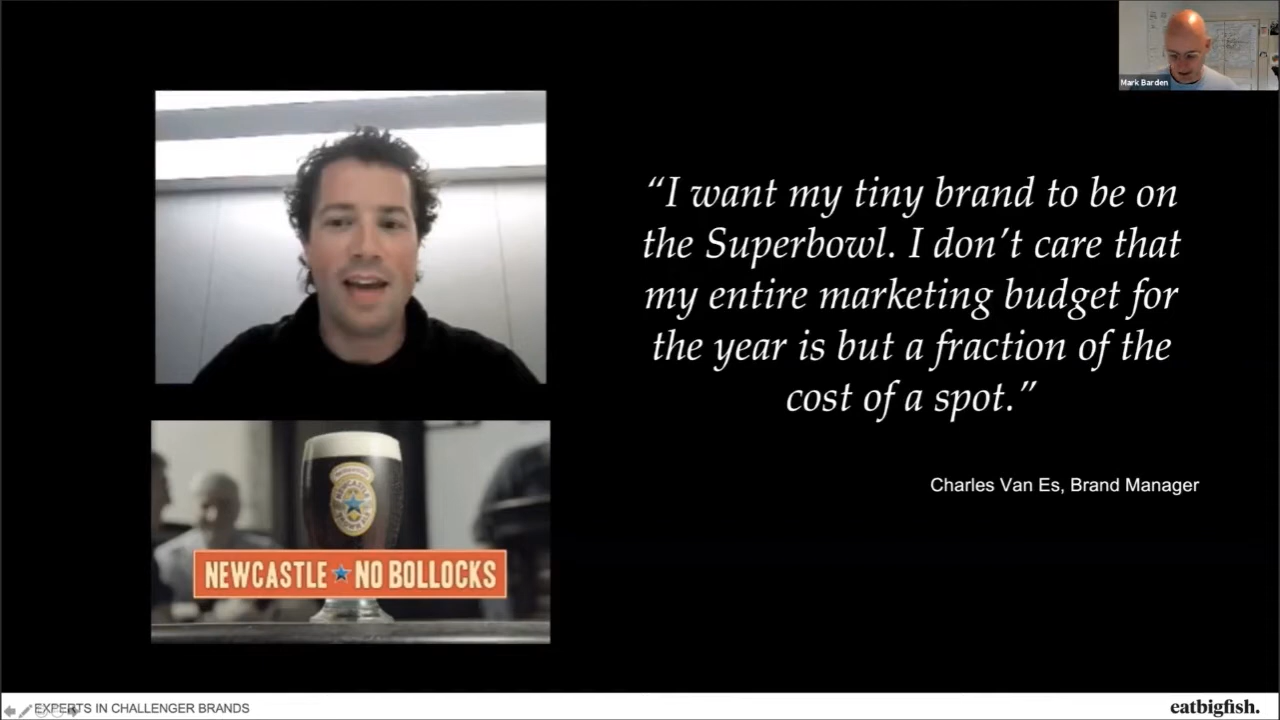 Mark Barden
“I want my tiny brand to be on
the Superbowl. I don’t care that
my entire marketing budget for
the year is but a fraction of the
cost of a spot.”
Charles Van Es, Brand Manager
NEWCASTLE NO BOLLOCKS
EXPERTS IN CHALLENGER BRANDS
eatbigfish.